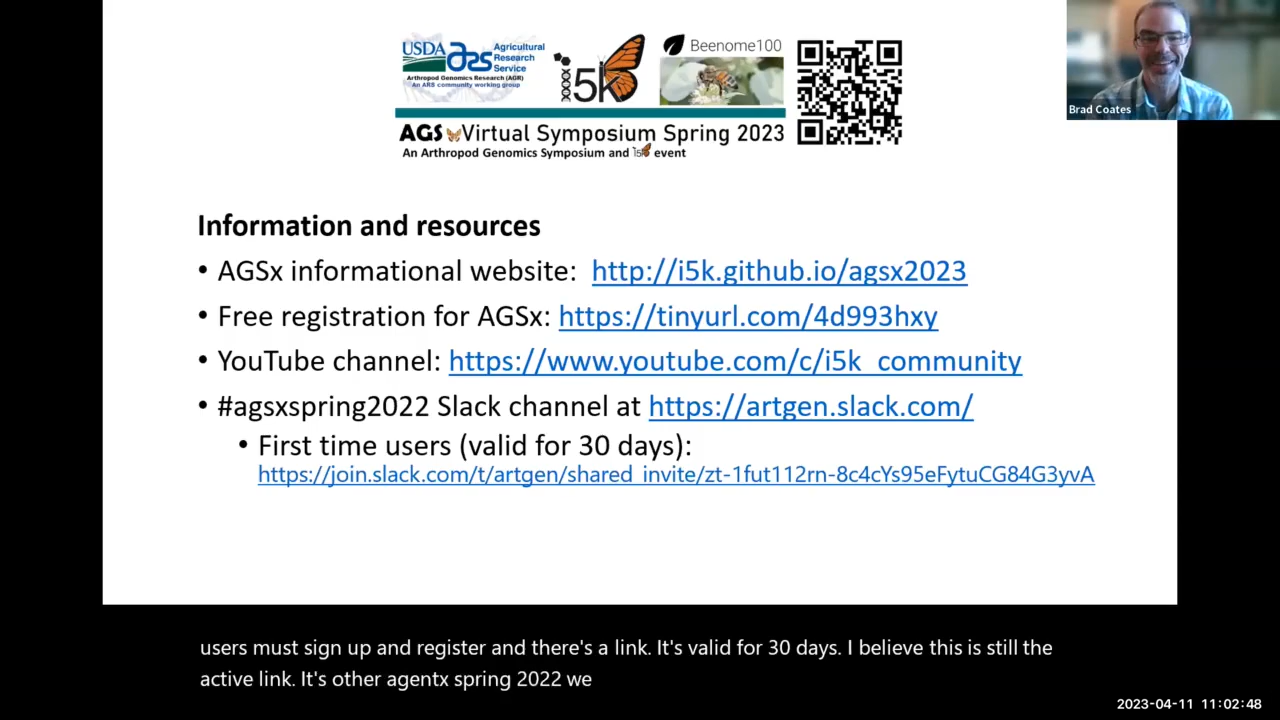 USDA ars Agricultural
Research
Service
Arthropod Genomics Research (AGR)
An ARS community working group
i5k
Beenome100
AGS Virtual Symposium Spring 2023
An Arthropod Genomics Symposium and i5k event
Brad Coates
Information and resources
• AGSx informational website: http://i5k.github.io/agsx2023
• Free registration for AGSx: https://tinyurl.com/4d993hxy
• YouTube channel: https://www.youtube.com/c/i5k_community
• #agsxspring2022 Slack channel at https://artgen.slack.com/
• First time users (valid for 30 days):
https://join.slack.com/t/artgen/shared_invite/zt-1fut112rn-8c4cYs95eFytuCG84G3yvA
users must sign up and register and there's a link. It's valid for 30 days. I believe this is still the
active link. It's other agentx spring 2022 we
2023-04-11 11:02:48